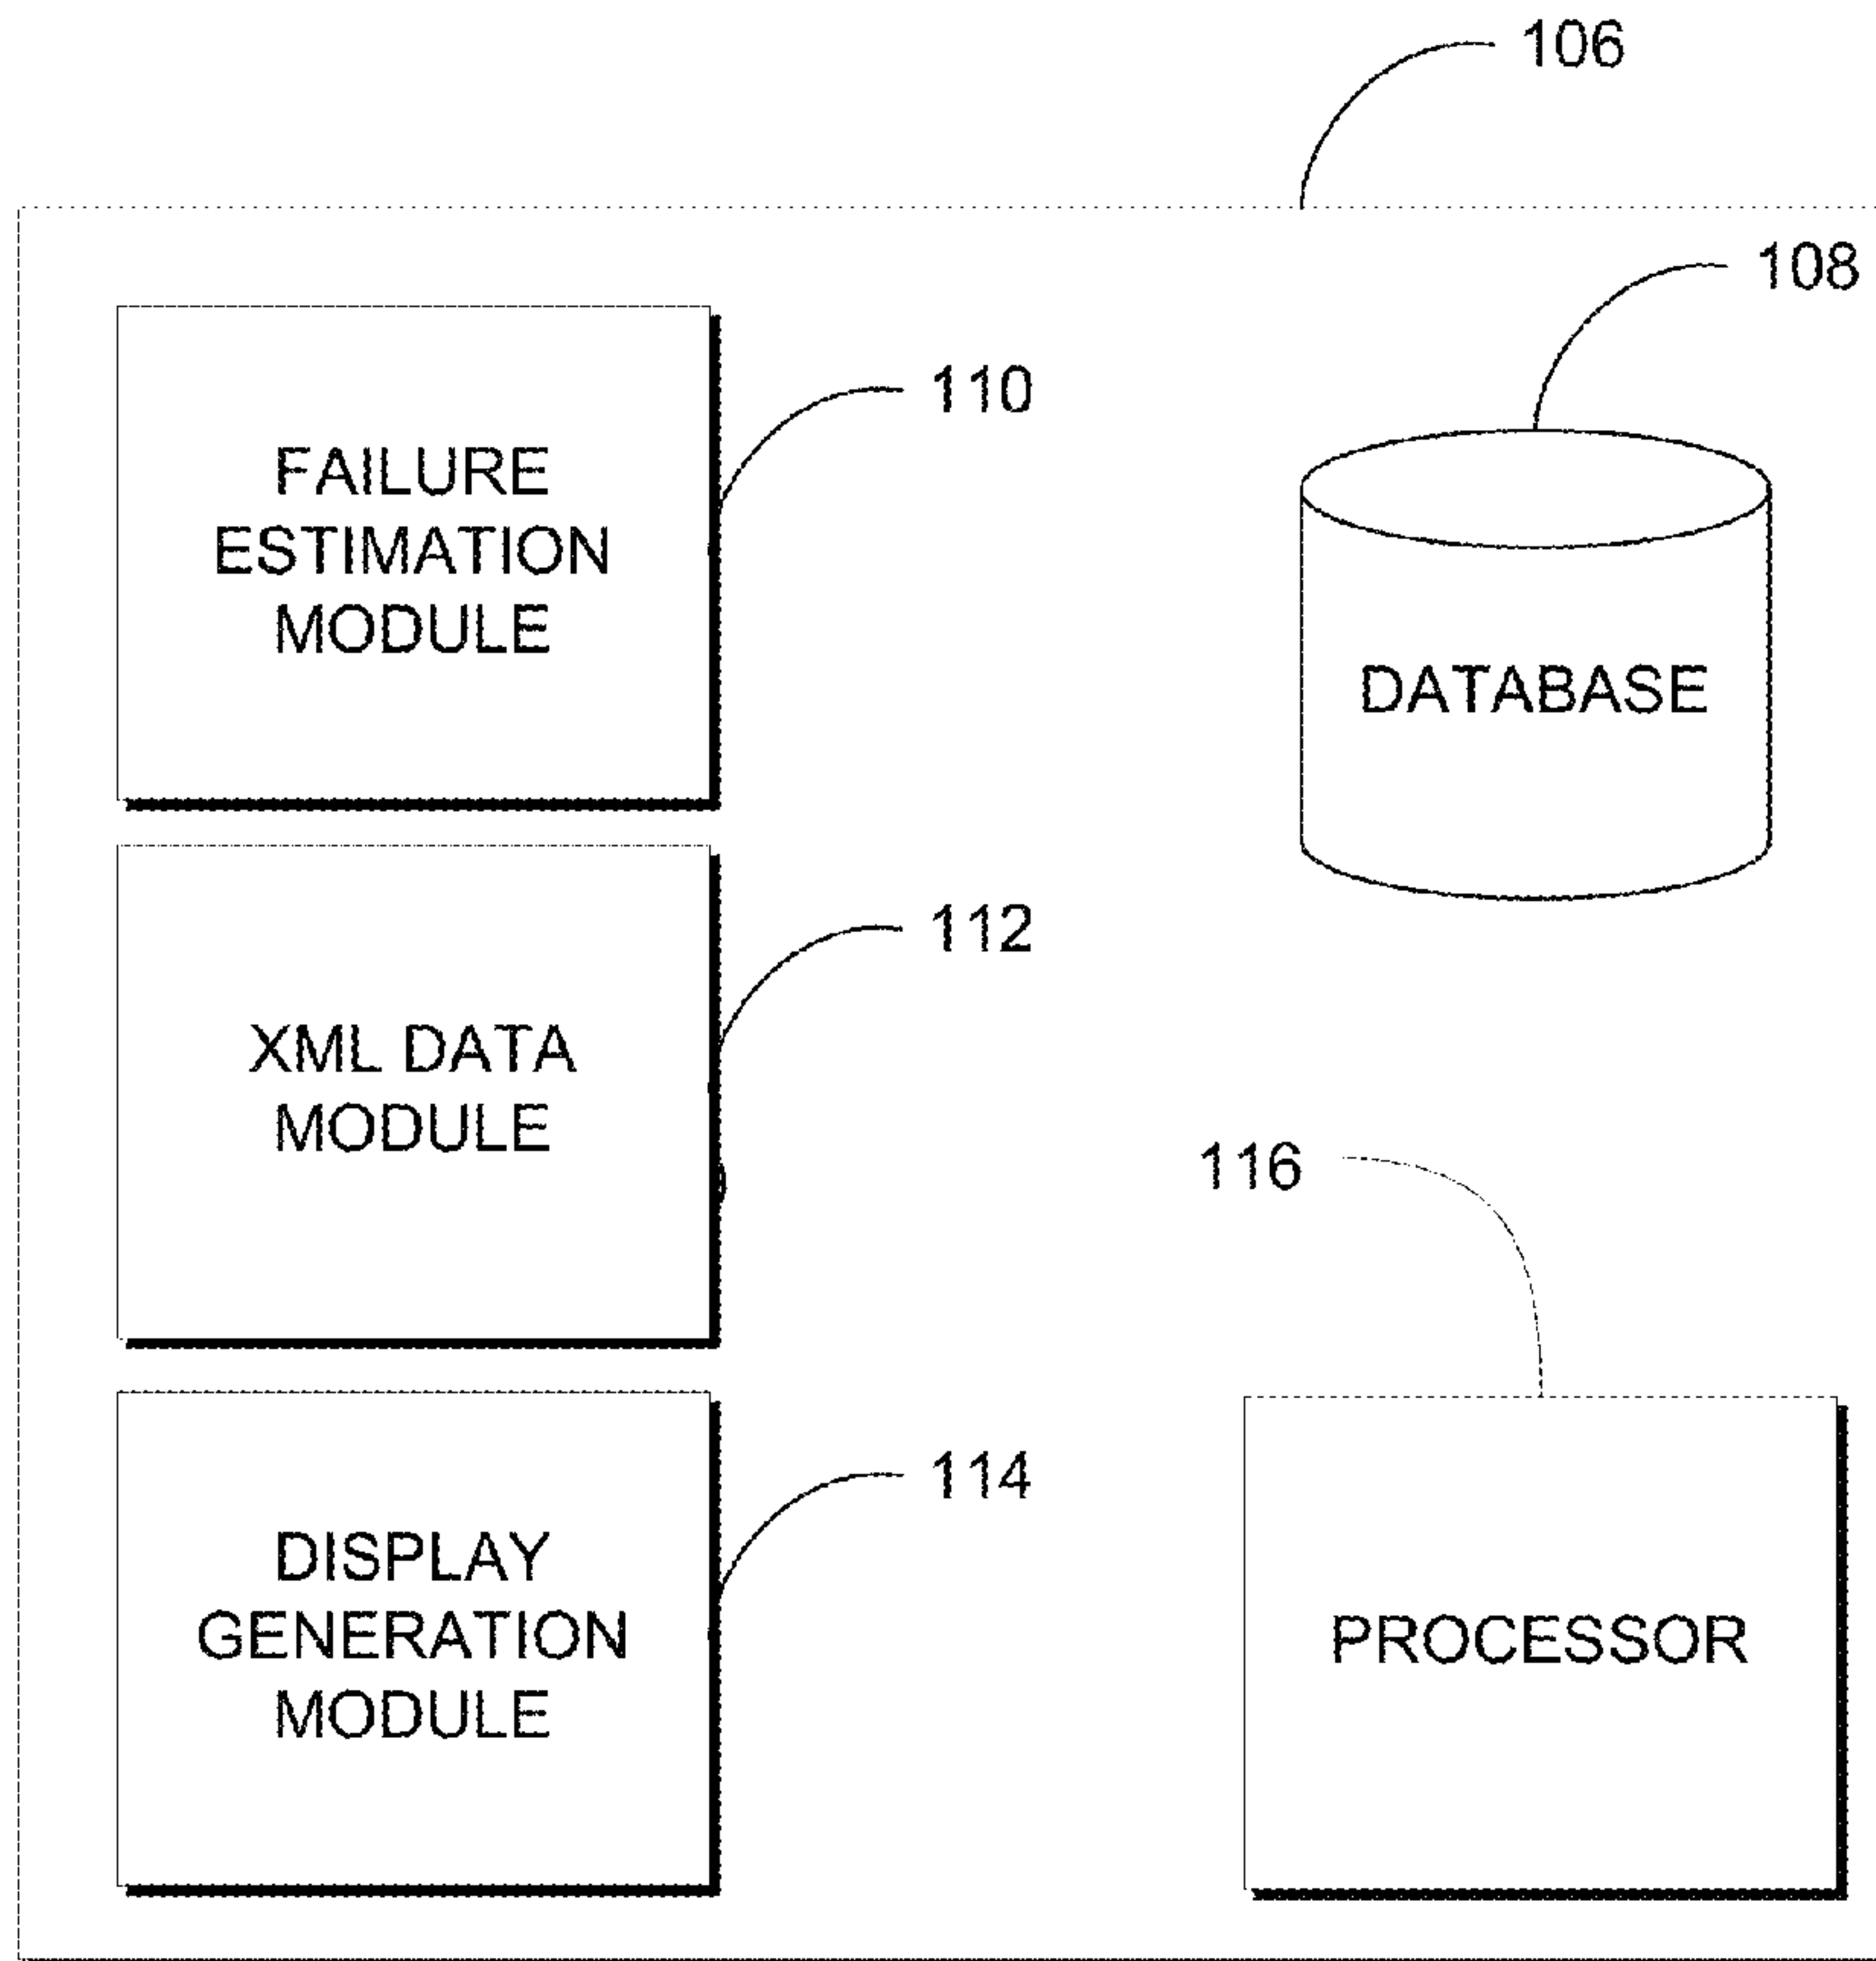 106
108
110
FAILURE
ESTIMATION
MODULE
DATABASE
112
XML DATA
MODULE
116
114
DISPLAY
GENERATION
MODULE
PROCESSOR